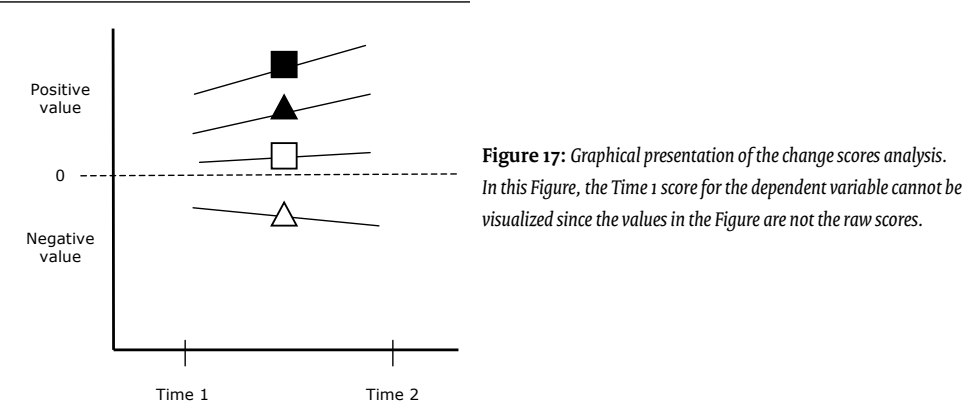 Positive
value
0
Negative
value
Time 1
Time 2
Figure 17: Graphical presentation of the change scores analysis.
In this Figure, the Time 1 score for the dependent variable cannot be
visualized since the values in the Figure are not the raw scores.